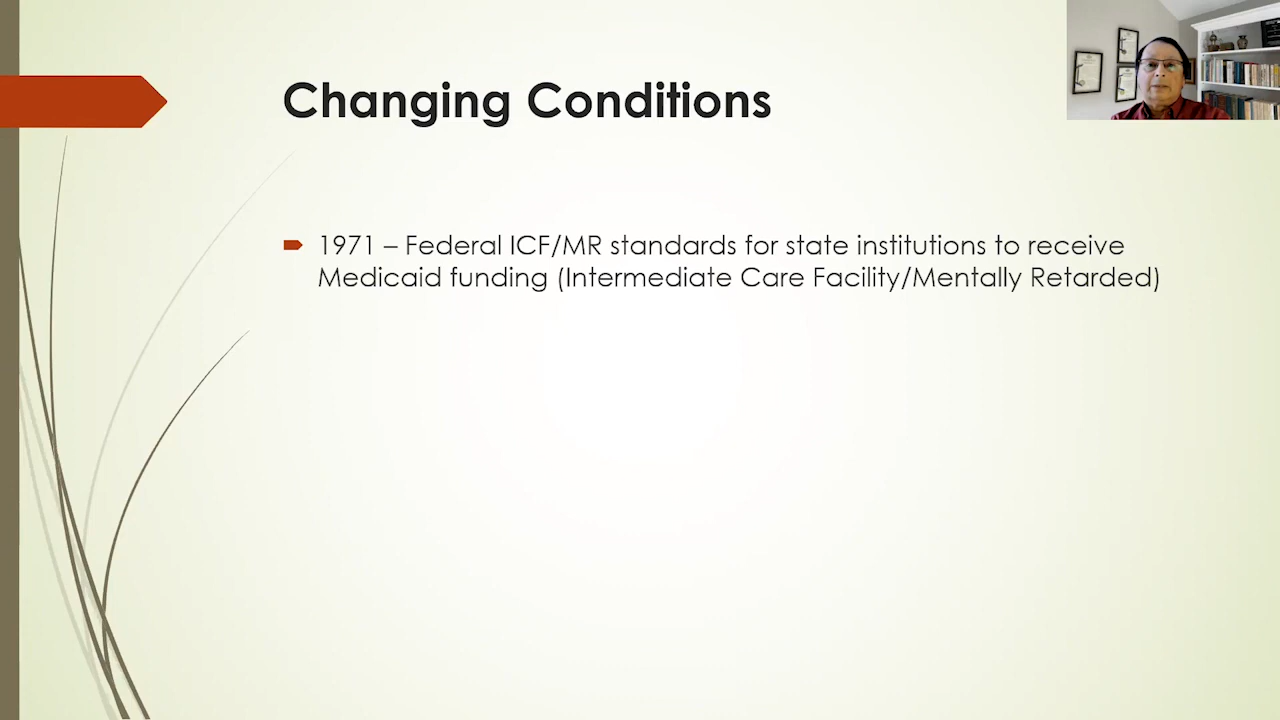 Changing Conditions
1971 – Federal ICF/MR standards for state institutions to receive
Medicaid funding (Intermediate Care Facility/Mentally Retarded)